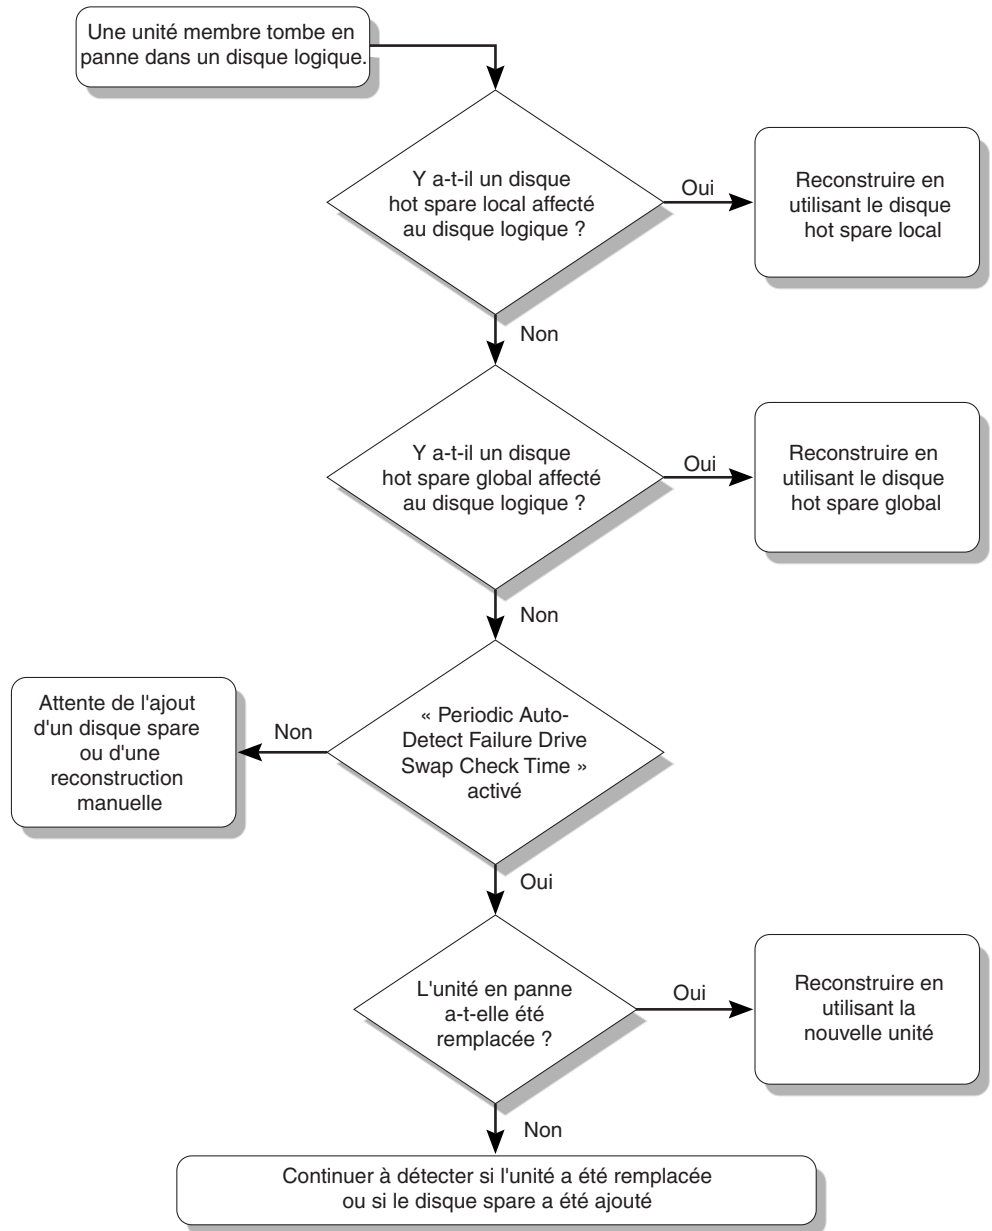 Une unité membre tombe en
panne dans un disque logique.
Y a-t-il un disque
hot spare local affecté
au disque logique ?
Oui
Reconstruire en
utilisant le disque
hot spare local
Non
Y a-t-il un disque
hot spare global affecté
au disque logique ?
Oui
Reconstruire en
utilisant le disque
hot spare global
Non
« Periodic Auto-
Detect Failure Drive
Swap Check Time »
activé
Non
Attente de l'ajout
d'un disque spare
ou d'une
reconstruction
manuelle
Oui
L'unité en panne
a-t-elle été
remplacée ?
Oui
Reconstruire en
utilisant la
nouvelle unité
Non
Continuer à détecter si l'unité a été remplacée
ou si le disque spare a été ajouté